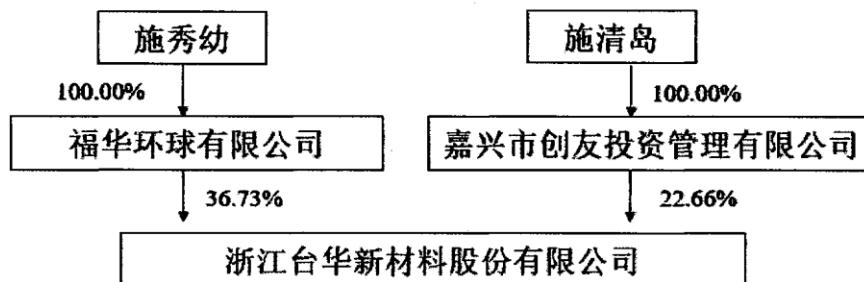 施秀幼
施清岛
100.00%
100.00%
福华环球有限公司
嘉兴市创友投资管理有限公司
36.73%
22.66%
浙江台华新材料股份有限公司